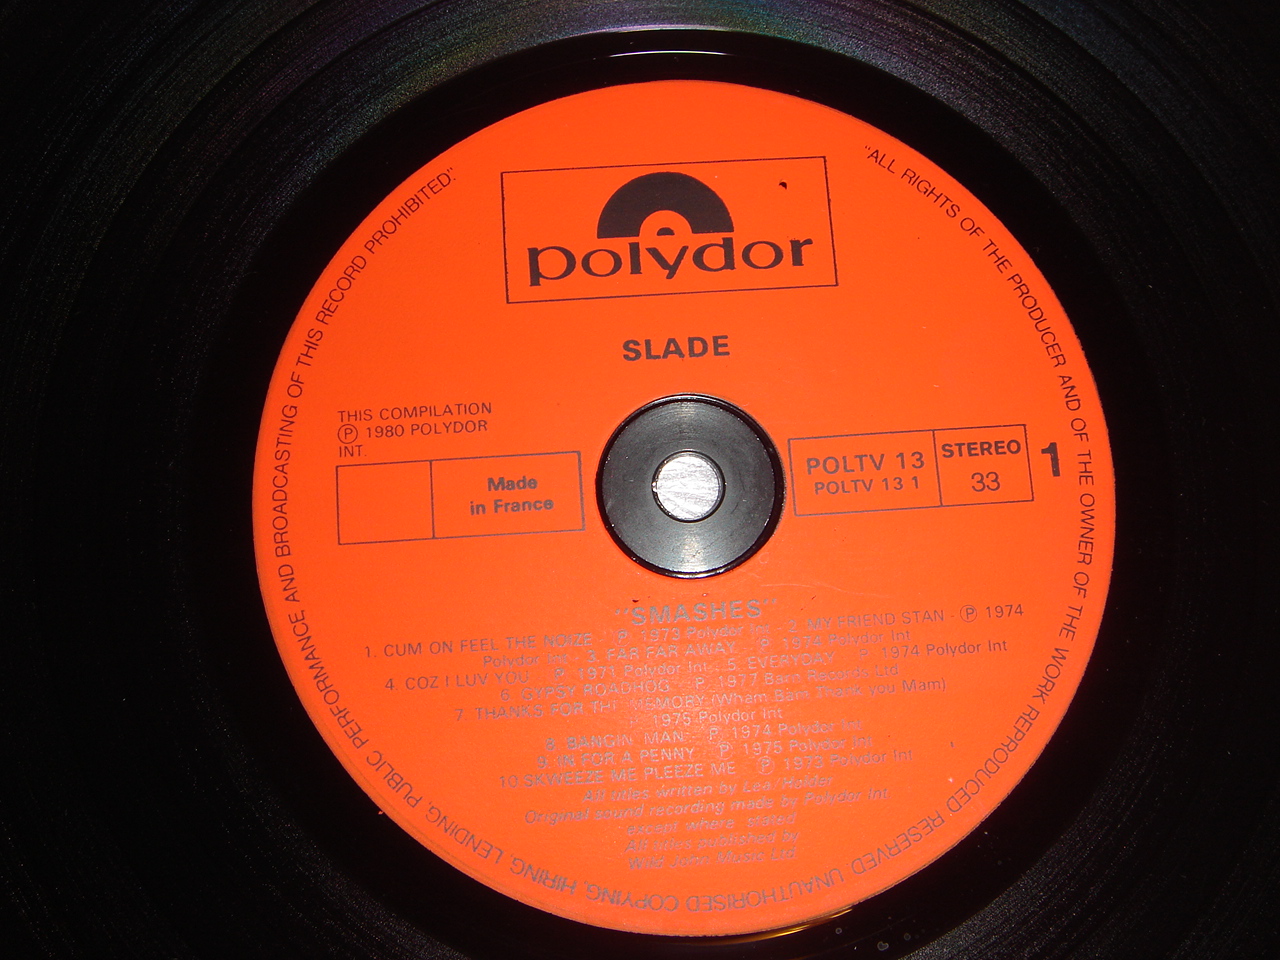 polydor
SLADE
THIS COMPILATION
Ⓟ 1980 POLYDOR
INT.
Made
in France
POLTV 13
POLTV 13 1
STEREO
33
1
"SMASHES"
1. CUM ON FEEL THE NOIZE - Ⓟ 1973 Polydor Int - 2. MY FRIEND STAN - Ⓟ 1974
Polydor Int - 3. FAR FAR AWAY - Ⓟ 1974 Polydor Int
4. COZ I LUV YOU - Ⓟ 1971 Polydor Int - 5. EVERYDAY - Ⓟ 1974 Polydor Int
6. GYPSY ROADHOG - Ⓟ 1977 Barn Records Ltd
7. THANKS FOR THE MEMORY (Wham Bam Thank you Mam)
Ⓟ 1975 Polydor Int
8. BANGIN' MAN - Ⓟ 1974 Polydor Int
9. IN FOR A PENNY - Ⓟ 1975 Polydor Int
10. SKWEEZE ME PLEEZE ME - Ⓟ 1973 Polydor Int
All titles written by Lea/Holder
Original sound recording made by Polydor Int
except where stated
All titles published by
Wild John Music Ltd
"ALL RIGHTS OF THE PRODUCER AND OF THE OWNER OF THE WORK REPRODUCED RESERVED. UNAUTHORISED COPYING, HIRING, LENDING, PUBLIC PERFORMANCE AND BROADCASTING OF THIS RECORD PROHIBITED."